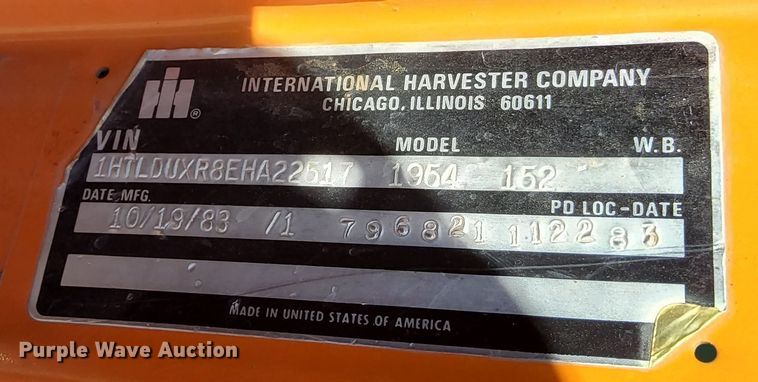 IH®
INTERNATIONAL HARVESTER COMPANY
CHICAGO, ILLINOIS 60611
VIN MODEL W.B.
1HTLDUXR8EHA22517 1954 152
DATE MFG. PD LOC-DATE
10/19/83 /1 796821 112283
MADE IN UNITED STATES OF AMERICA
Purple Wave Auction